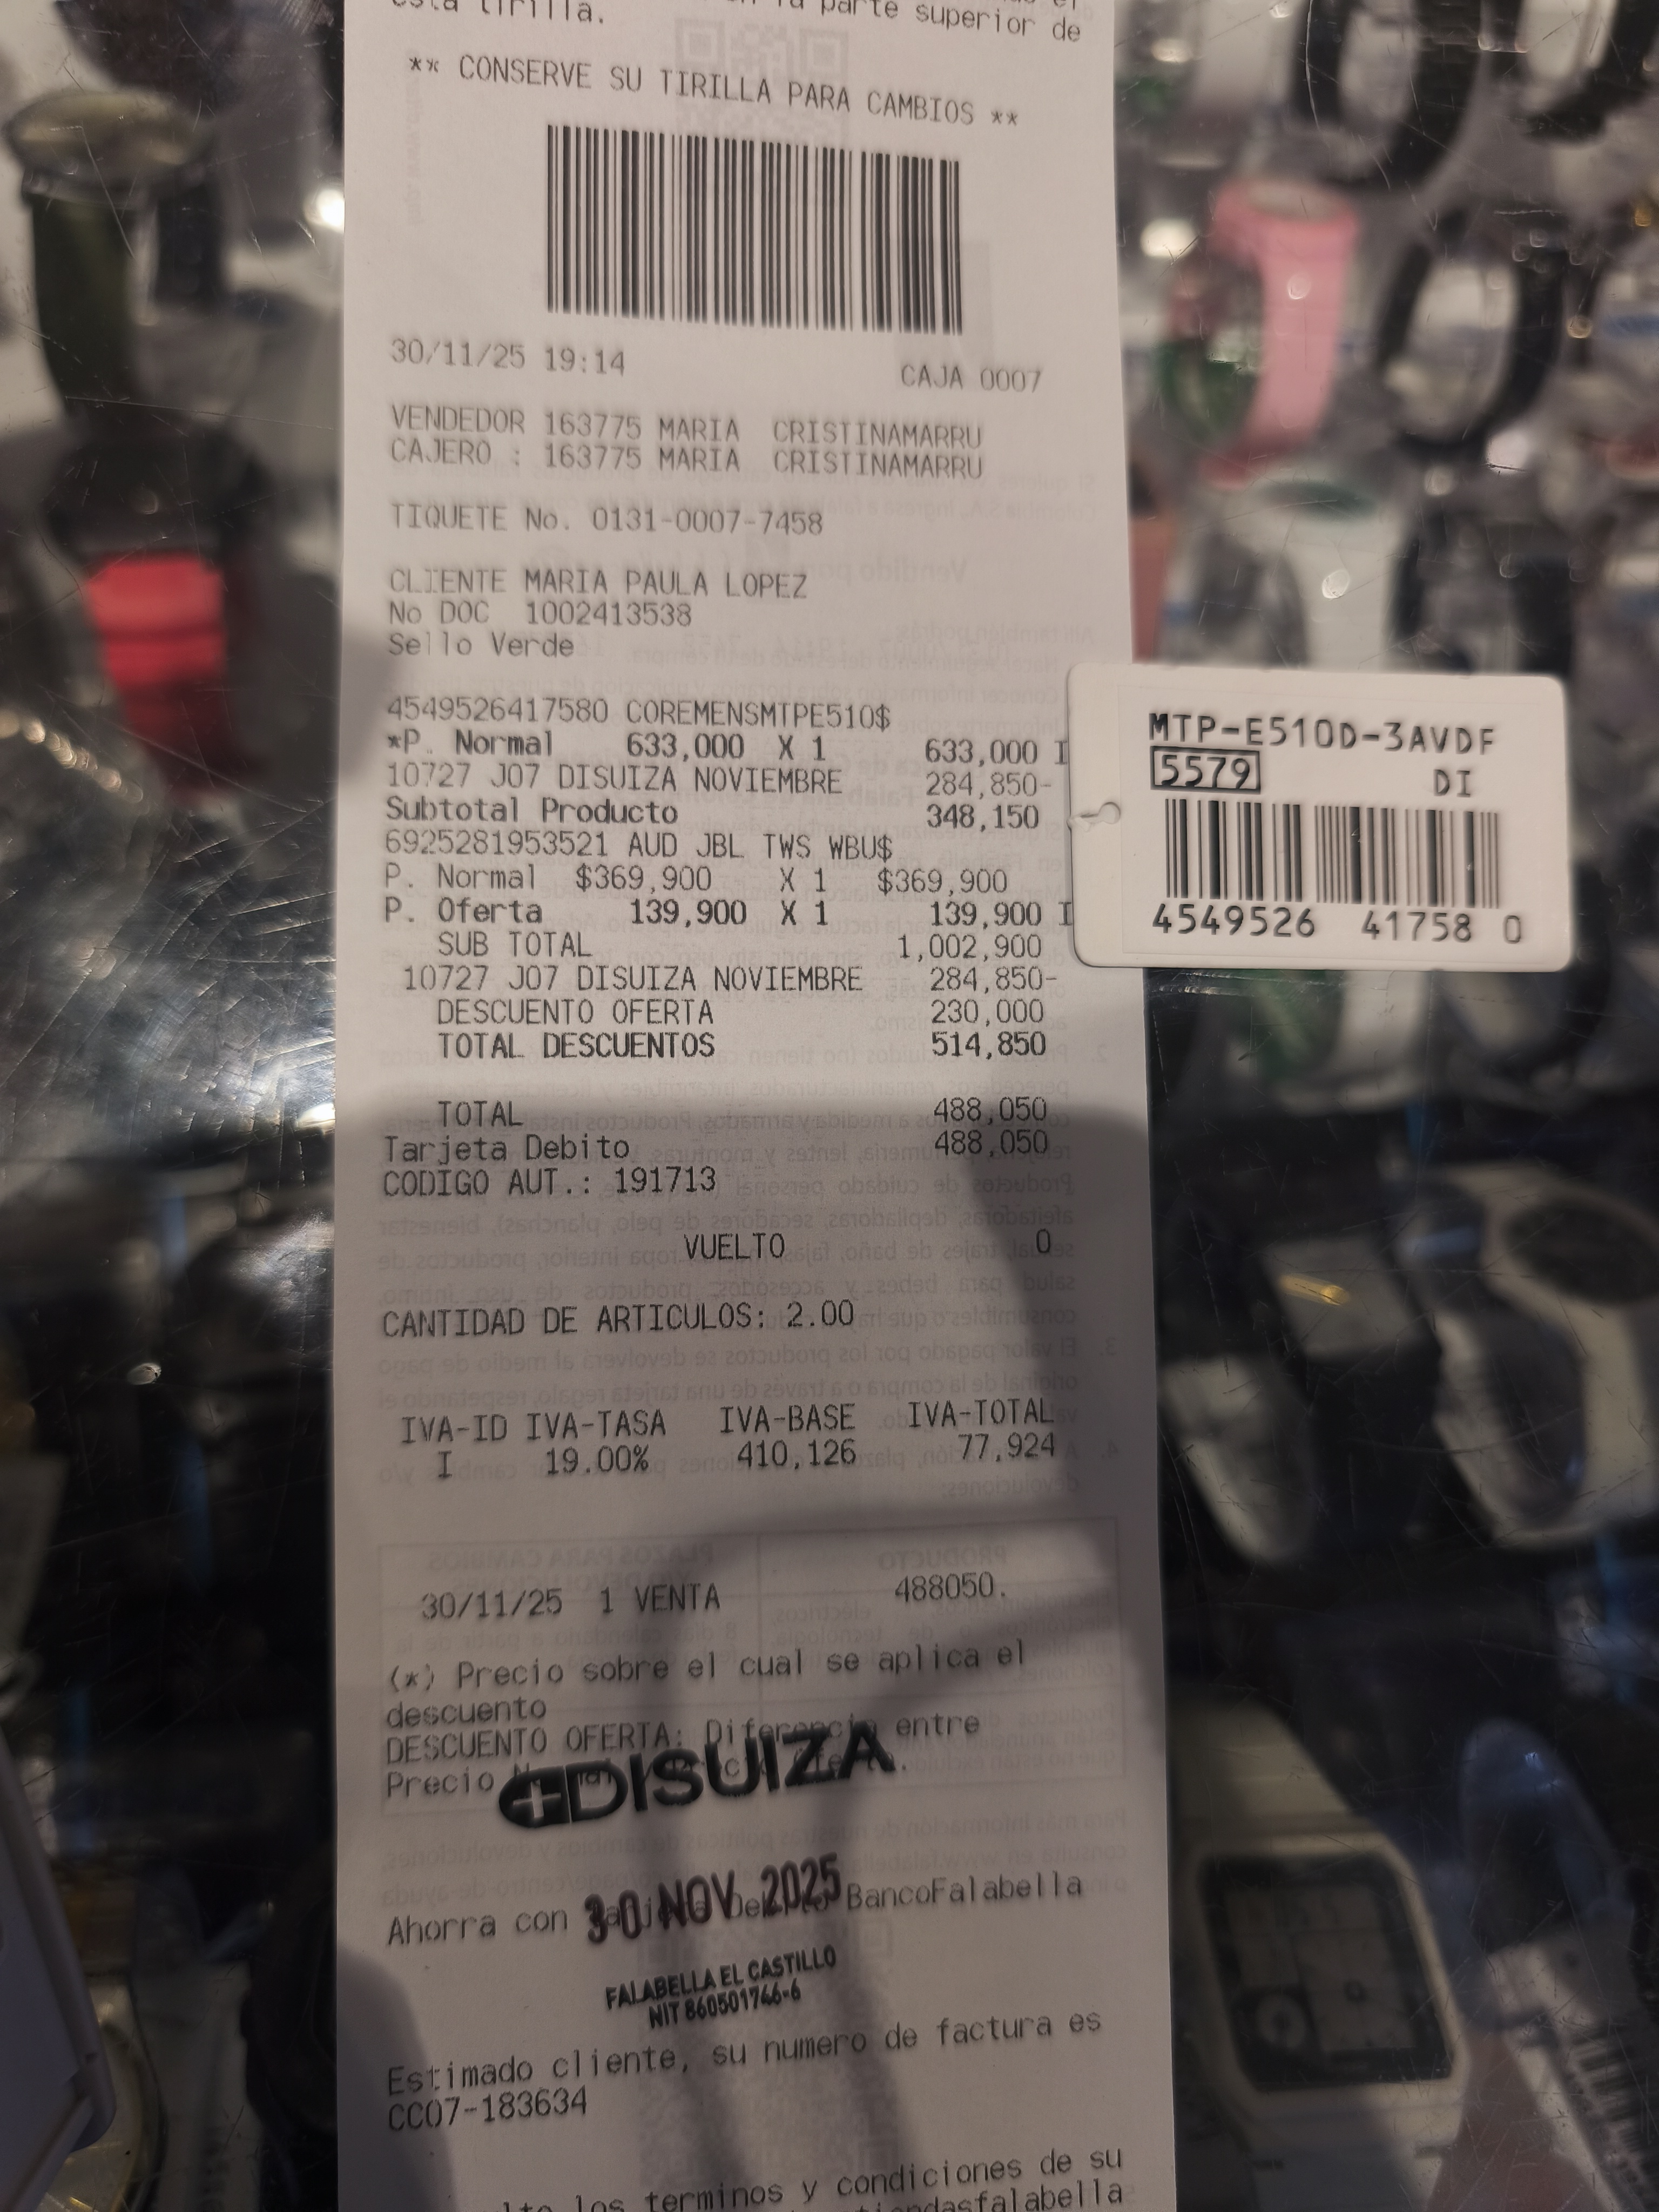 esta tirilla.
parte superior de
** CONSERVE SU TIRILLA PARA CAMBIOS **
30/11/25 19:14 CAJA 0007
VENDEDOR 163775 MARIA CRISTINAMARRU
CAJERO : 163775 MARIA CRISTINAMARRU
TIQUETE No. 0131-0007-7458
CLIENTE MARIA PAULA LOPEZ
No DOC 1002413538
Sello Verde
4549526417580 COREMENSMTPE510$
*P. Normal 633,000 X 1 633,000 I
10727 J07 DISUIZA NOVIEMBRE 284,850-
Subtotal Producto 348,150
6925281953521 AUD JBL TWS WBU$
P. Normal $369,900 X 1 $369,900
P. Oferta 139,900 X 1 139,900 I
SUB TOTAL 1,002,900
10727 J07 DISUIZA NOVIEMBRE 284,850-
DESCUENTO OFERTA 230,000
TOTAL DESCUENTOS 514,850
TOTAL 488,050
Tarjeta Debito 488,050
CODIGO AUT.: 191713
VUELTO 0
CANTIDAD DE ARTICULOS: 2.00
IVA-ID IVA-TASA IVA-BASE IVA-TOTAL
I 19.00% 410,126 77,924
30/11/25 1 VENTA 488050.
(*) Precio sobre el cual se aplica el
descuento
DESCUENTO OFERTA: Diferencia entre
Precio
DISUIZA
30 NOV 2025
Ahorra con BancoFalabella
FALABELLA EL CASTILLO
NIT 860501746-6
Estimado cliente, su numero de factura es
CC07-183634
los terminos y condiciones de su
tiendasfalabella
MTP-E510D-3AVDF
5579 DI
4549526 41758 0